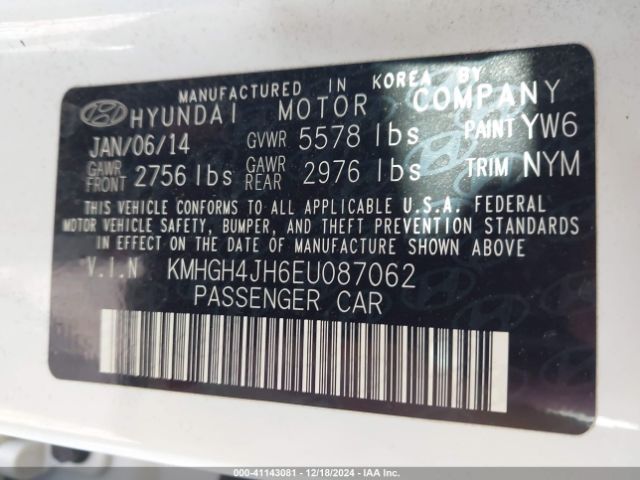 MANUFACTURED IN KOREA BY
HYUNDAI MOTOR COMPANY
JAN/06/14 GVWR 5578 lbs PAINT YW6
GAWR FRONT 2756 lbs GAWR REAR 2976 lbs TRIM NYM
THIS VEHICLE CONFORMS TO ALL APPLICABLE U.S.A. FEDERAL
MOTOR VEHICLE SAFETY, BUMPER, AND THEFT PREVENTION STANDARDS
IN EFFECT ON THE DATE OF MANUFACTURE SHOWN ABOVE
V.I.N KMHGH4JH6EU087062
PASSENGER CAR
000-41143081 - 12/18/2024 - IAA, Inc.